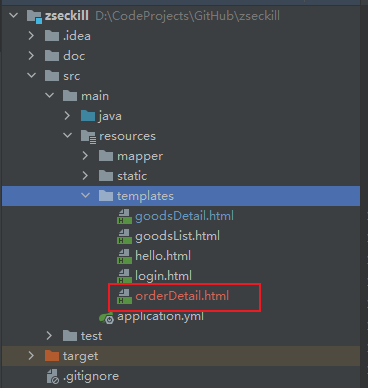 zseckill D:\CodeProjects\GitHub\zseckill
.idea
doc
src
main
java
resources
mapper
static
templates
goodsDetail.html
goodsList.html
hello.html
login.html
orderDetail.html
application.yml
test
target
.gitignore